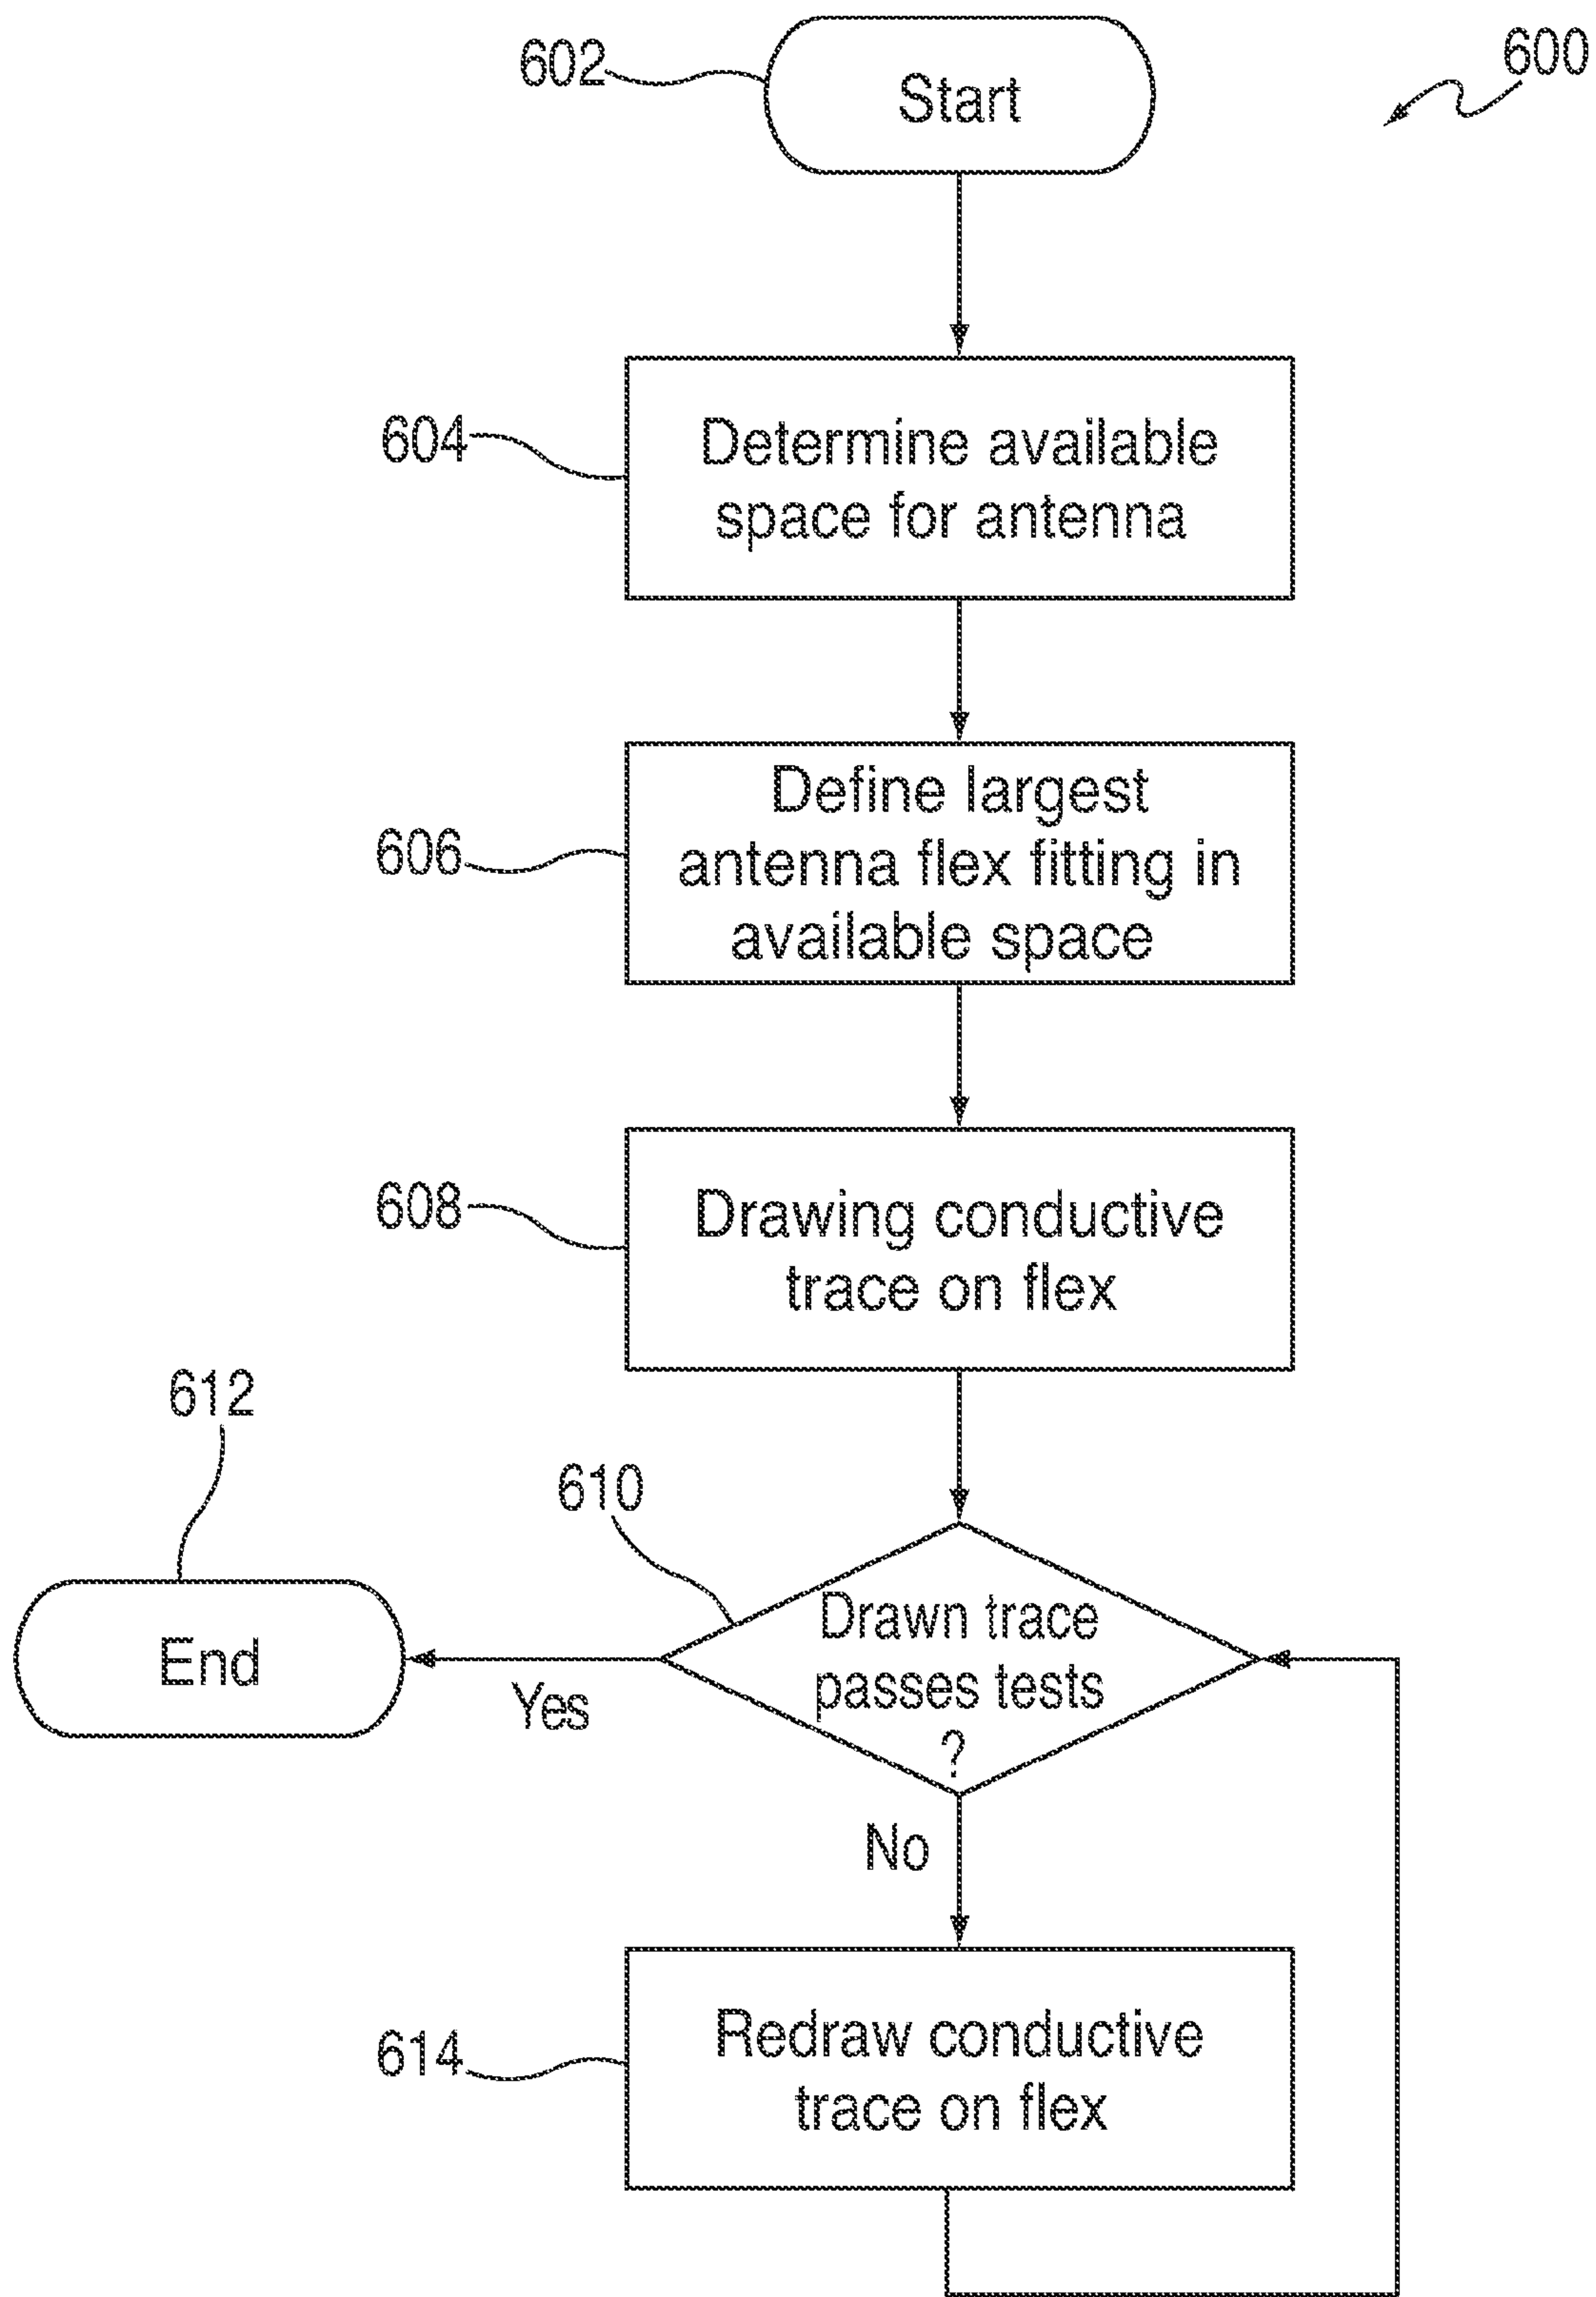 600
602
Start
604
Determine available
space for antenna
606
Define largest
antenna flex fitting in
available space
608
Drawing conductive
trace on flex
612
610
End
Yes
Drawn trace
passes tests
?
No
614
Redraw conductive
trace on flex